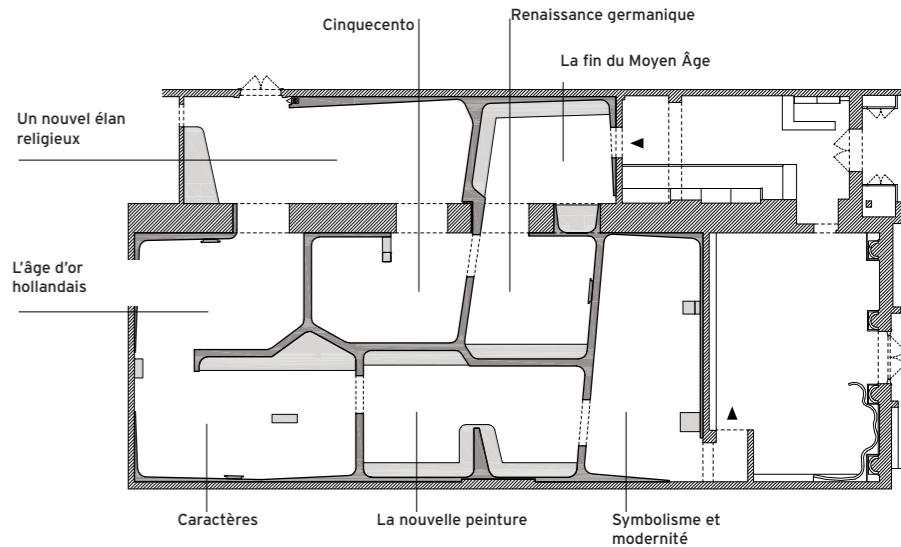 Cinquecento
Renaissance germanique
La fin du Moyen Âge
Un nouvel élan
religieux
L'âge d'or
hollandais
Caractères
La nouvelle peinture
Symbolisme et
modernité